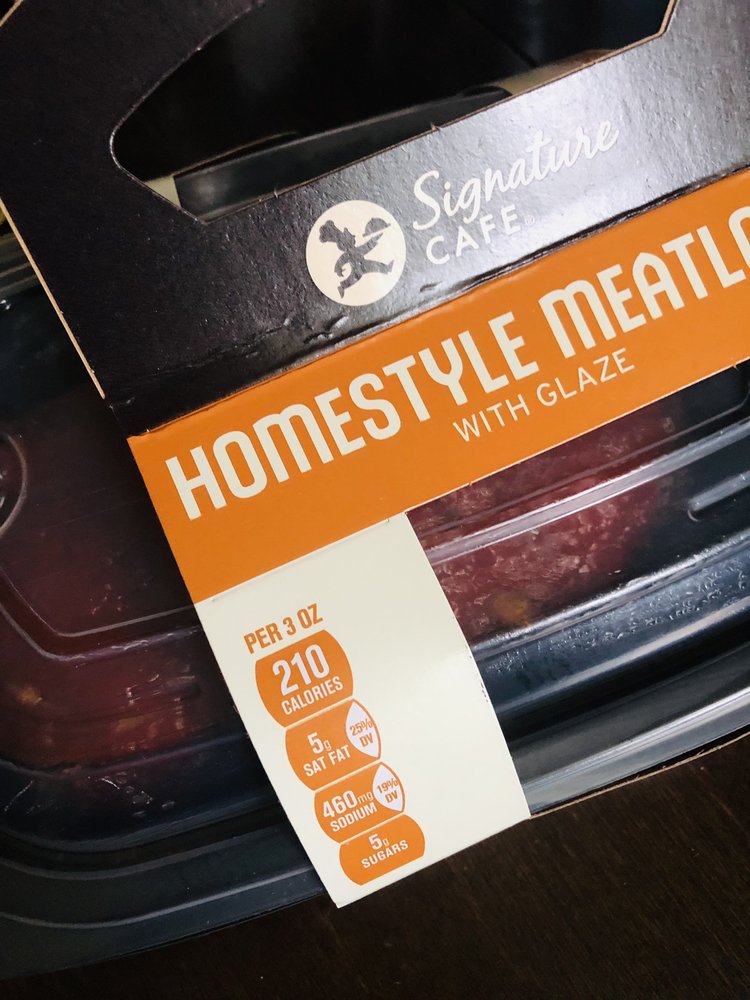 Signature
CAFE®
HOMESTYLE MEATLO
WITH GLAZE
PER 3 OZ
210
CALORIES
5g
SAT FAT
25%
DV
460mg
SODIUM
19%
DV
5g
SUGARS